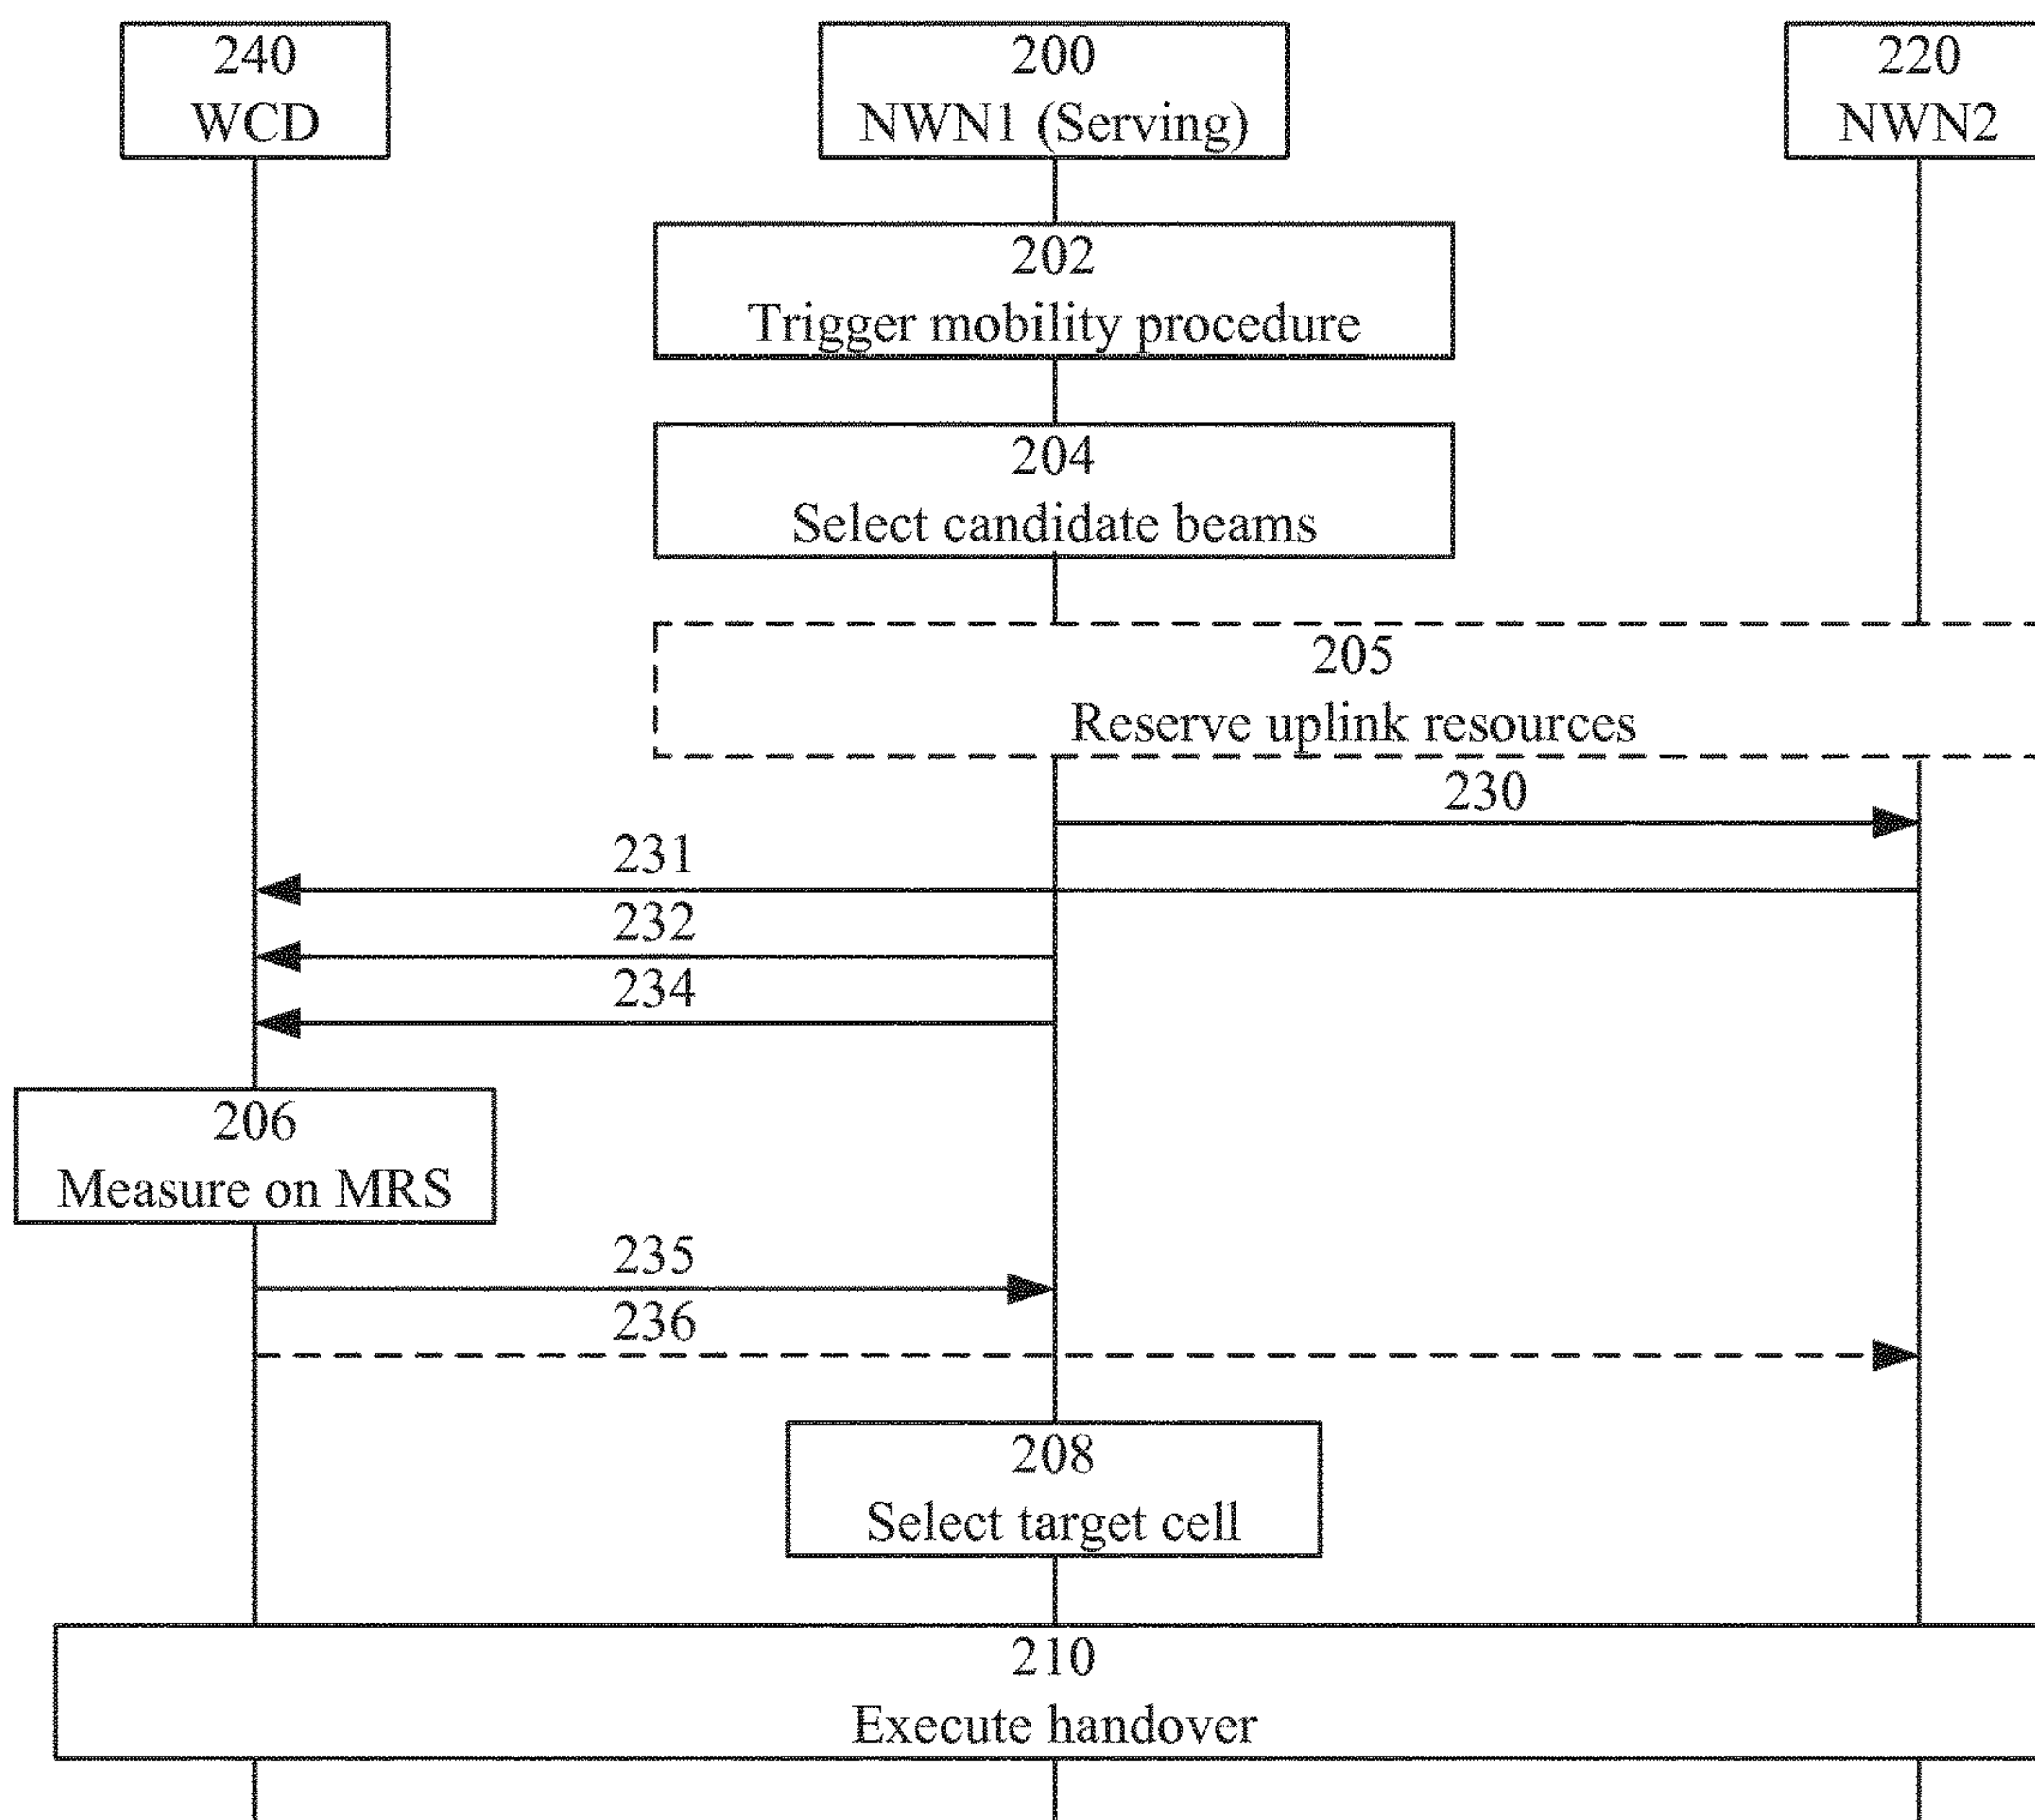 240
WCD
200
NWN1 (Serving)
220
NWN2
202
Trigger mobility procedure
204
Select candidate beams
205
Reserve uplink resources
230
231
232
234
206
Measure on MRS
235
236
208
Select target cell
210
Execute handover